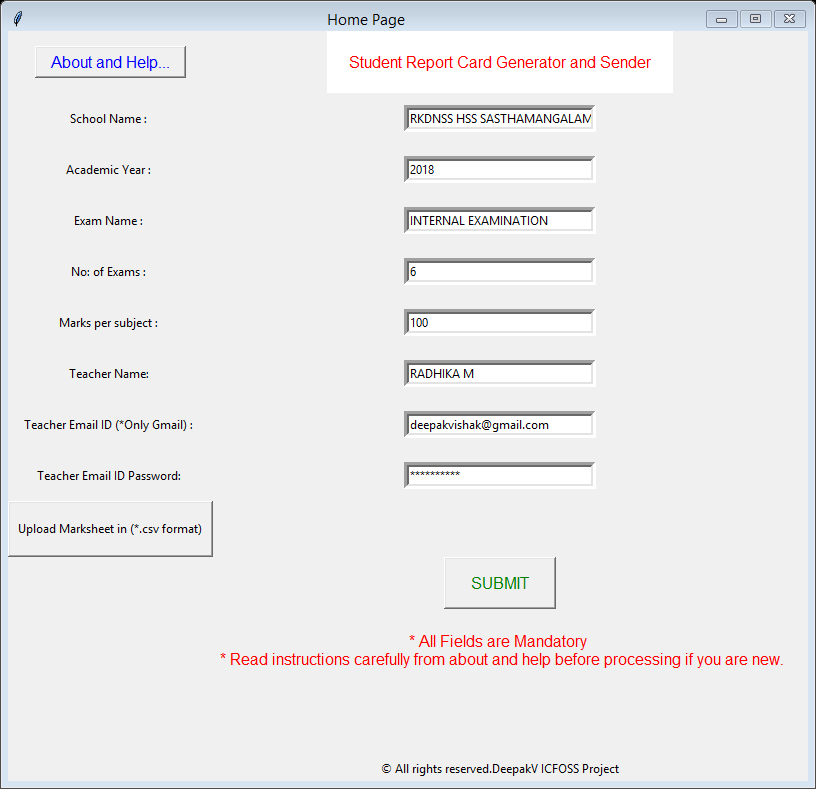 Home Page
About and Help...
Student Report Card Generator and Sender
School Name :
RKDNSS HSS SASTHAMANGALAM
Academic Year :
2018
Exam Name :
INTERNAL EXAMINATION
No: of Exams :
6
Marks per subject :
100
Teacher Name:
RADHIKA M
Teacher Email ID (*Only Gmail) :
deepakvishak@gmail.com
Teacher Email ID Password:
**********
Upload Marksheet in (*.csv format)
SUBMIT
* All Fields are Mandatory
* Read instructions carefully from about and help before processing if you are new.
© All rights reserved.DeepakV ICFOSS Project